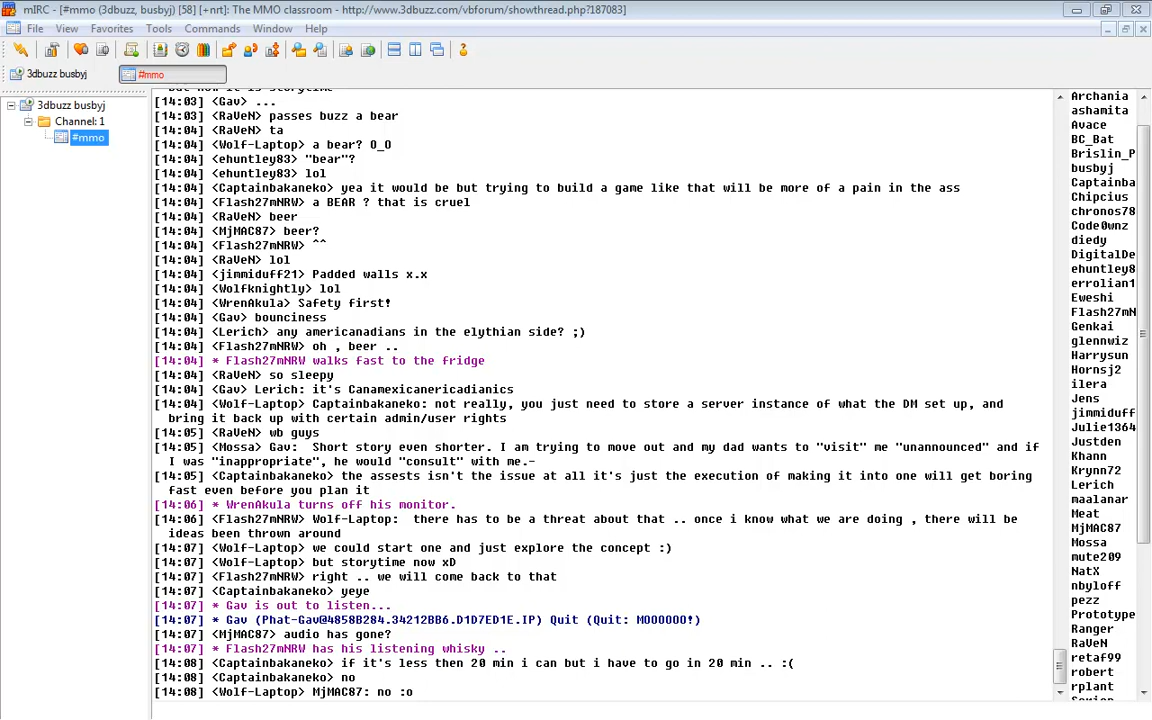 mIRC - [#mmo (3dbuzz, busbyj) [58] [+nrt]: The MMO classroom - http://www.3dbuzz.com/vbforum/showthread.php?187083]
File View Favorites Tools Commands Window Help
3dbuzz busbyj #mmo
3dbuzz busbyj
Channel: 1
#mmo
[14:03] <Gav> ...
[14:03] <RaVeN> passes buzz a bear
[14:04] <RaVeN> ta
[14:04] <Wolf-Laptop> a bear? O_O
[14:04] <ehuntley83> "bear"?
[14:04] <ehuntley83> lol
[14:04] <Captainbakaneko> yea it would be but trying to build a game like that will be more of a pain in the ass
[14:04] <Flash27mNRW> a BEAR ? that is cruel
[14:04] <RaVeN> beer
[14:04] <MjMAC87> beer?
[14:04] <Flash27mNRW> ^^
[14:04] <RaVeN> lol
[14:04] <jimmiduff21> Padded walls x.x
[14:04] <Wolfknightly> lol
[14:04] <WrenAkula> Safety first!
[14:04] <Gav> bounciness
[14:04] <Lerich> any americanadians in the elythian side? ;)
[14:04] <Flash27mNRW> oh , beer ..
[14:04] * Flash27mNRW walks fast to the fridge
[14:04] <RaVeN> so sleepy
[14:04] <Gav> Lerich: it's Canamexicanericadianics
[14:04] <Wolf-Laptop> Captainbakaneko: not really, you just need to store a server instance of what the DM set up, and
bring it back up with certain admin/user rights
[14:05] <RaVeN> wb guys
[14:05] <Mossa> Gav:  Short story even shorter. I am trying to move out and my dad wants to "visit" me "unannounced" and if
I was "inappropriate", he would "consult" with me.-
[14:05] <Captainbakaneko> the assests isn't the issue at all it's just the execution of making it into one will get boring
fast even before you plan it
[14:06] * WrenAkula turns off his monitor.
[14:06] <Flash27mNRW> Wolf-Laptop:  there has to be a threat about that .. once i know what we are doing , there will be
ideas been thrown around
[14:07] <Wolf-Laptop> we could start one and just explore the concept :)
[14:07] <Wolf-Laptop> but storytime now xD
[14:07] <Flash27mNRW> right .. we will come back to that
[14:07] <Captainbakaneko> yeye
[14:07] * Gav is out to listen...
[14:07] * Gav (Phat-Gav@4858B284.34212BB6.D1D7ED1E.IP) Quit (Quit: MOOOOOO!)
[14:07] <MjMAC87> audio has gone?
[14:07] * Flash27mNRW has his listening whisky ..
[14:08] <Captainbakaneko> if it's less then 20 min i can but i have to go in 20 min .. :(
[14:08] <Captainbakaneko> no
[14:08] <Wolf-Laptop> MjMAC87: no :o
Archania
ashamita
Avace
BC_Bat
Brislin_P
busbyj
Captainba
Chipcius
chronos78
Code0wnz
diedy
DigitalDe
ehuntley8
errolian1
Eweshi
Flash27mN
Genkai
glennwiz
Harrysun
Hornsj2
ilera
Jens
jimmiduff
Julie1364
Justden
Khann
Krynn72
Lerich
maalanar
Meat
MjMAC87
Mossa
mute209
NatX
nbyloff
pezz
Prototype
Ranger
RaVeN
retaf99
robert
rplant